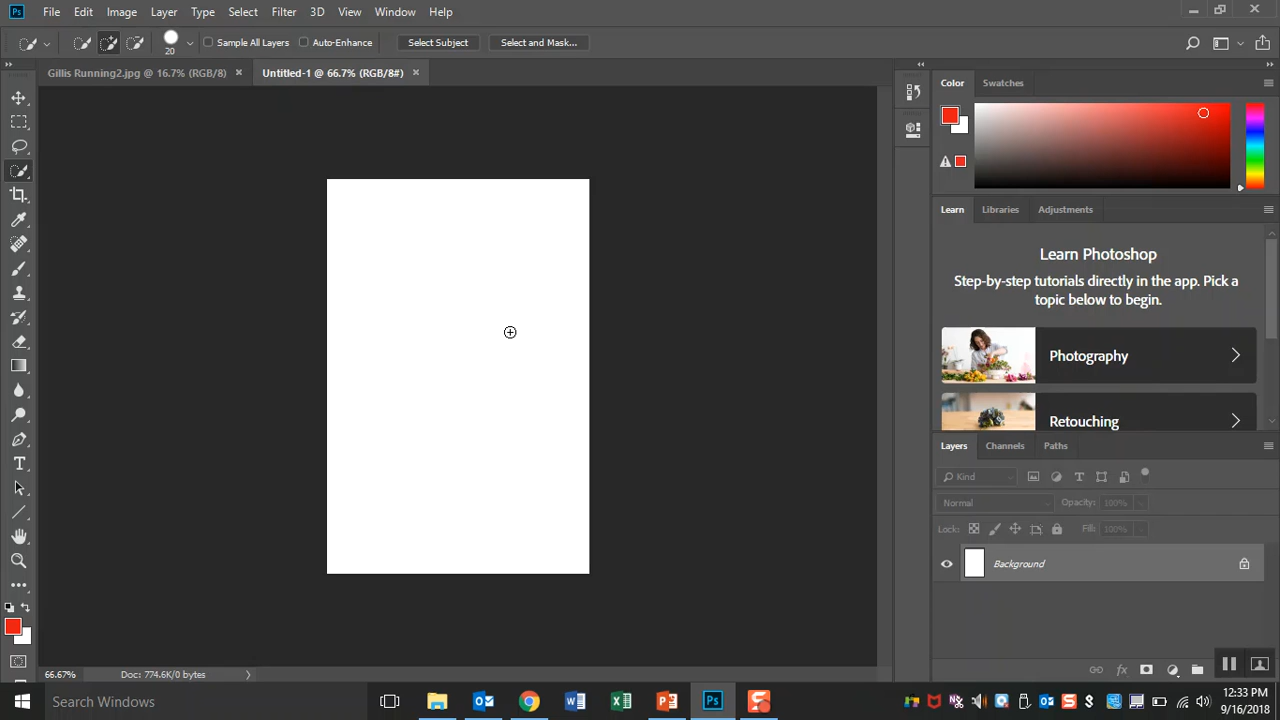 Ps File Edit Image Layer Type Select Filter 3D View Window Help
20 Sample All Layers Auto-Enhance Select Subject Select and Mask...
Gillis Running2.jpg @ 16.7% (RGB/8) × Untitled-1 @ 66.7% (RGB/8#) ×
Color Swatches
Learn Libraries Adjustments
Learn Photoshop
Step-by-step tutorials directly in the app. Pick a
topic below to begin.
Photography
Retouching
Layers Channels Paths
Kind
Normal Opacity: 100%
Lock: Fill: 100%
Background
66.67% Doc: 774.6K/0 bytes
Search Windows
12:33 PM
9/16/2018